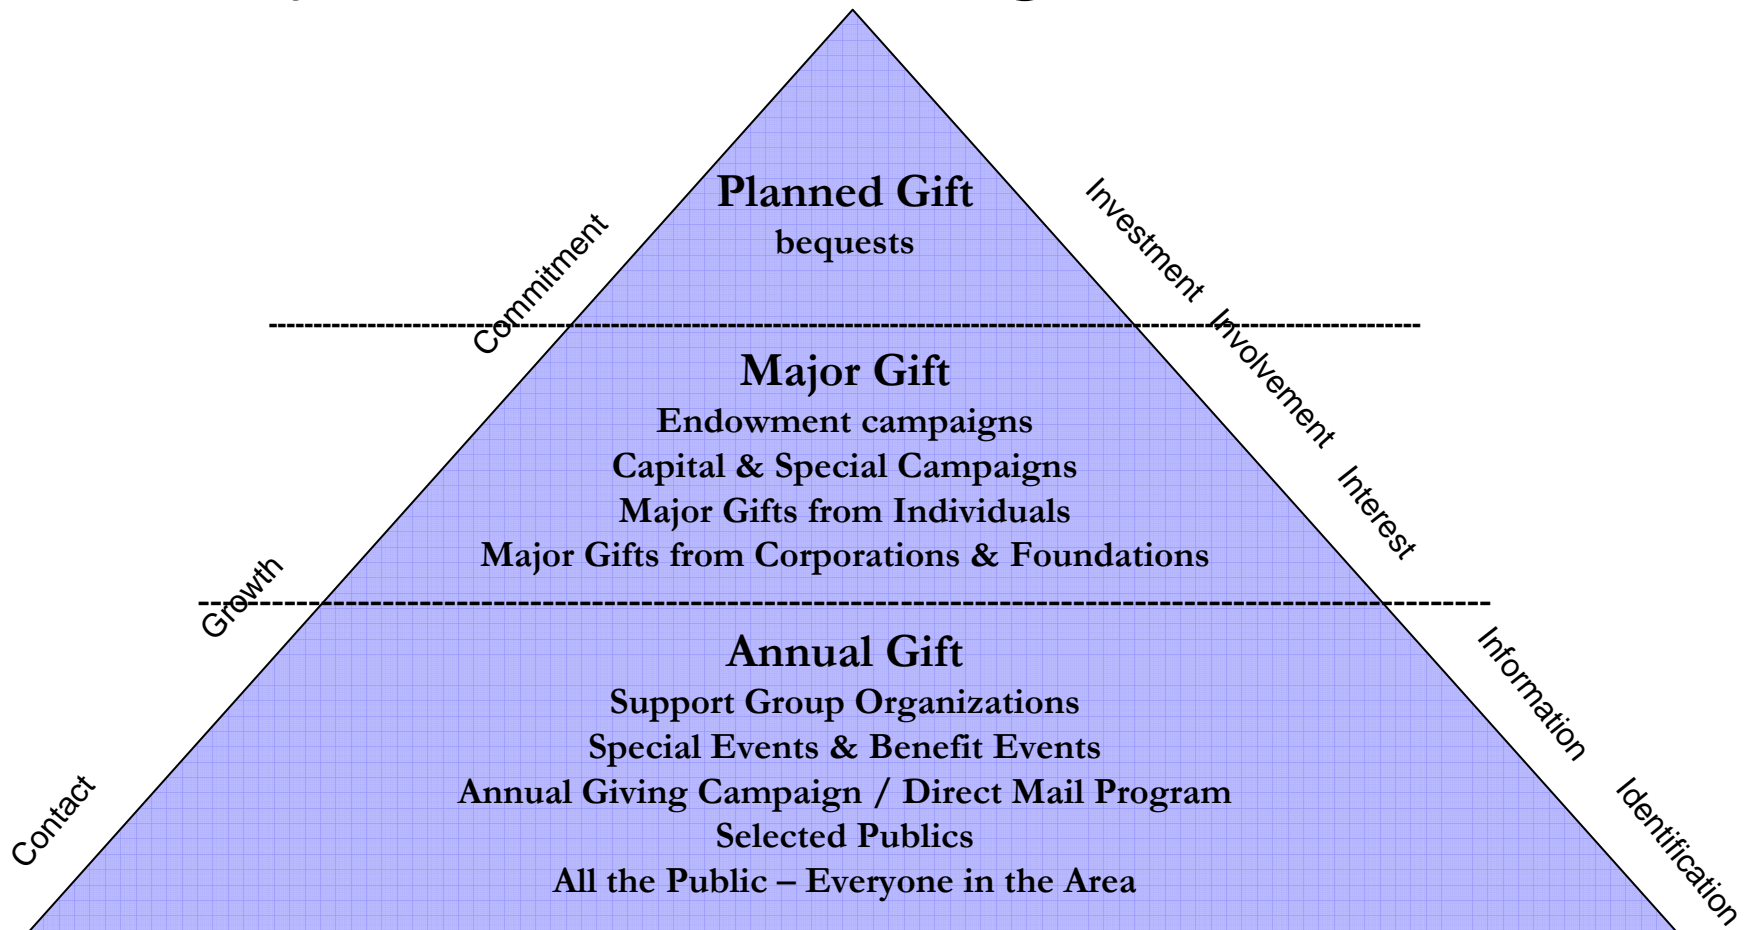 Planned Gift
bequests
Commitment
Investment
Major Gift
Endowment campaigns
Capital & Special Campaigns
Major Gifts from Individuals
Major Gifts from Corporations & Foundations
Involvement
Interest
Growth
Annual Gift
Support Group Organizations
Special Events & Benefit Events
Annual Giving Campaign / Direct Mail Program
Selected Publics
All the Public – Everyone in the Area
Information
Contact
Identification